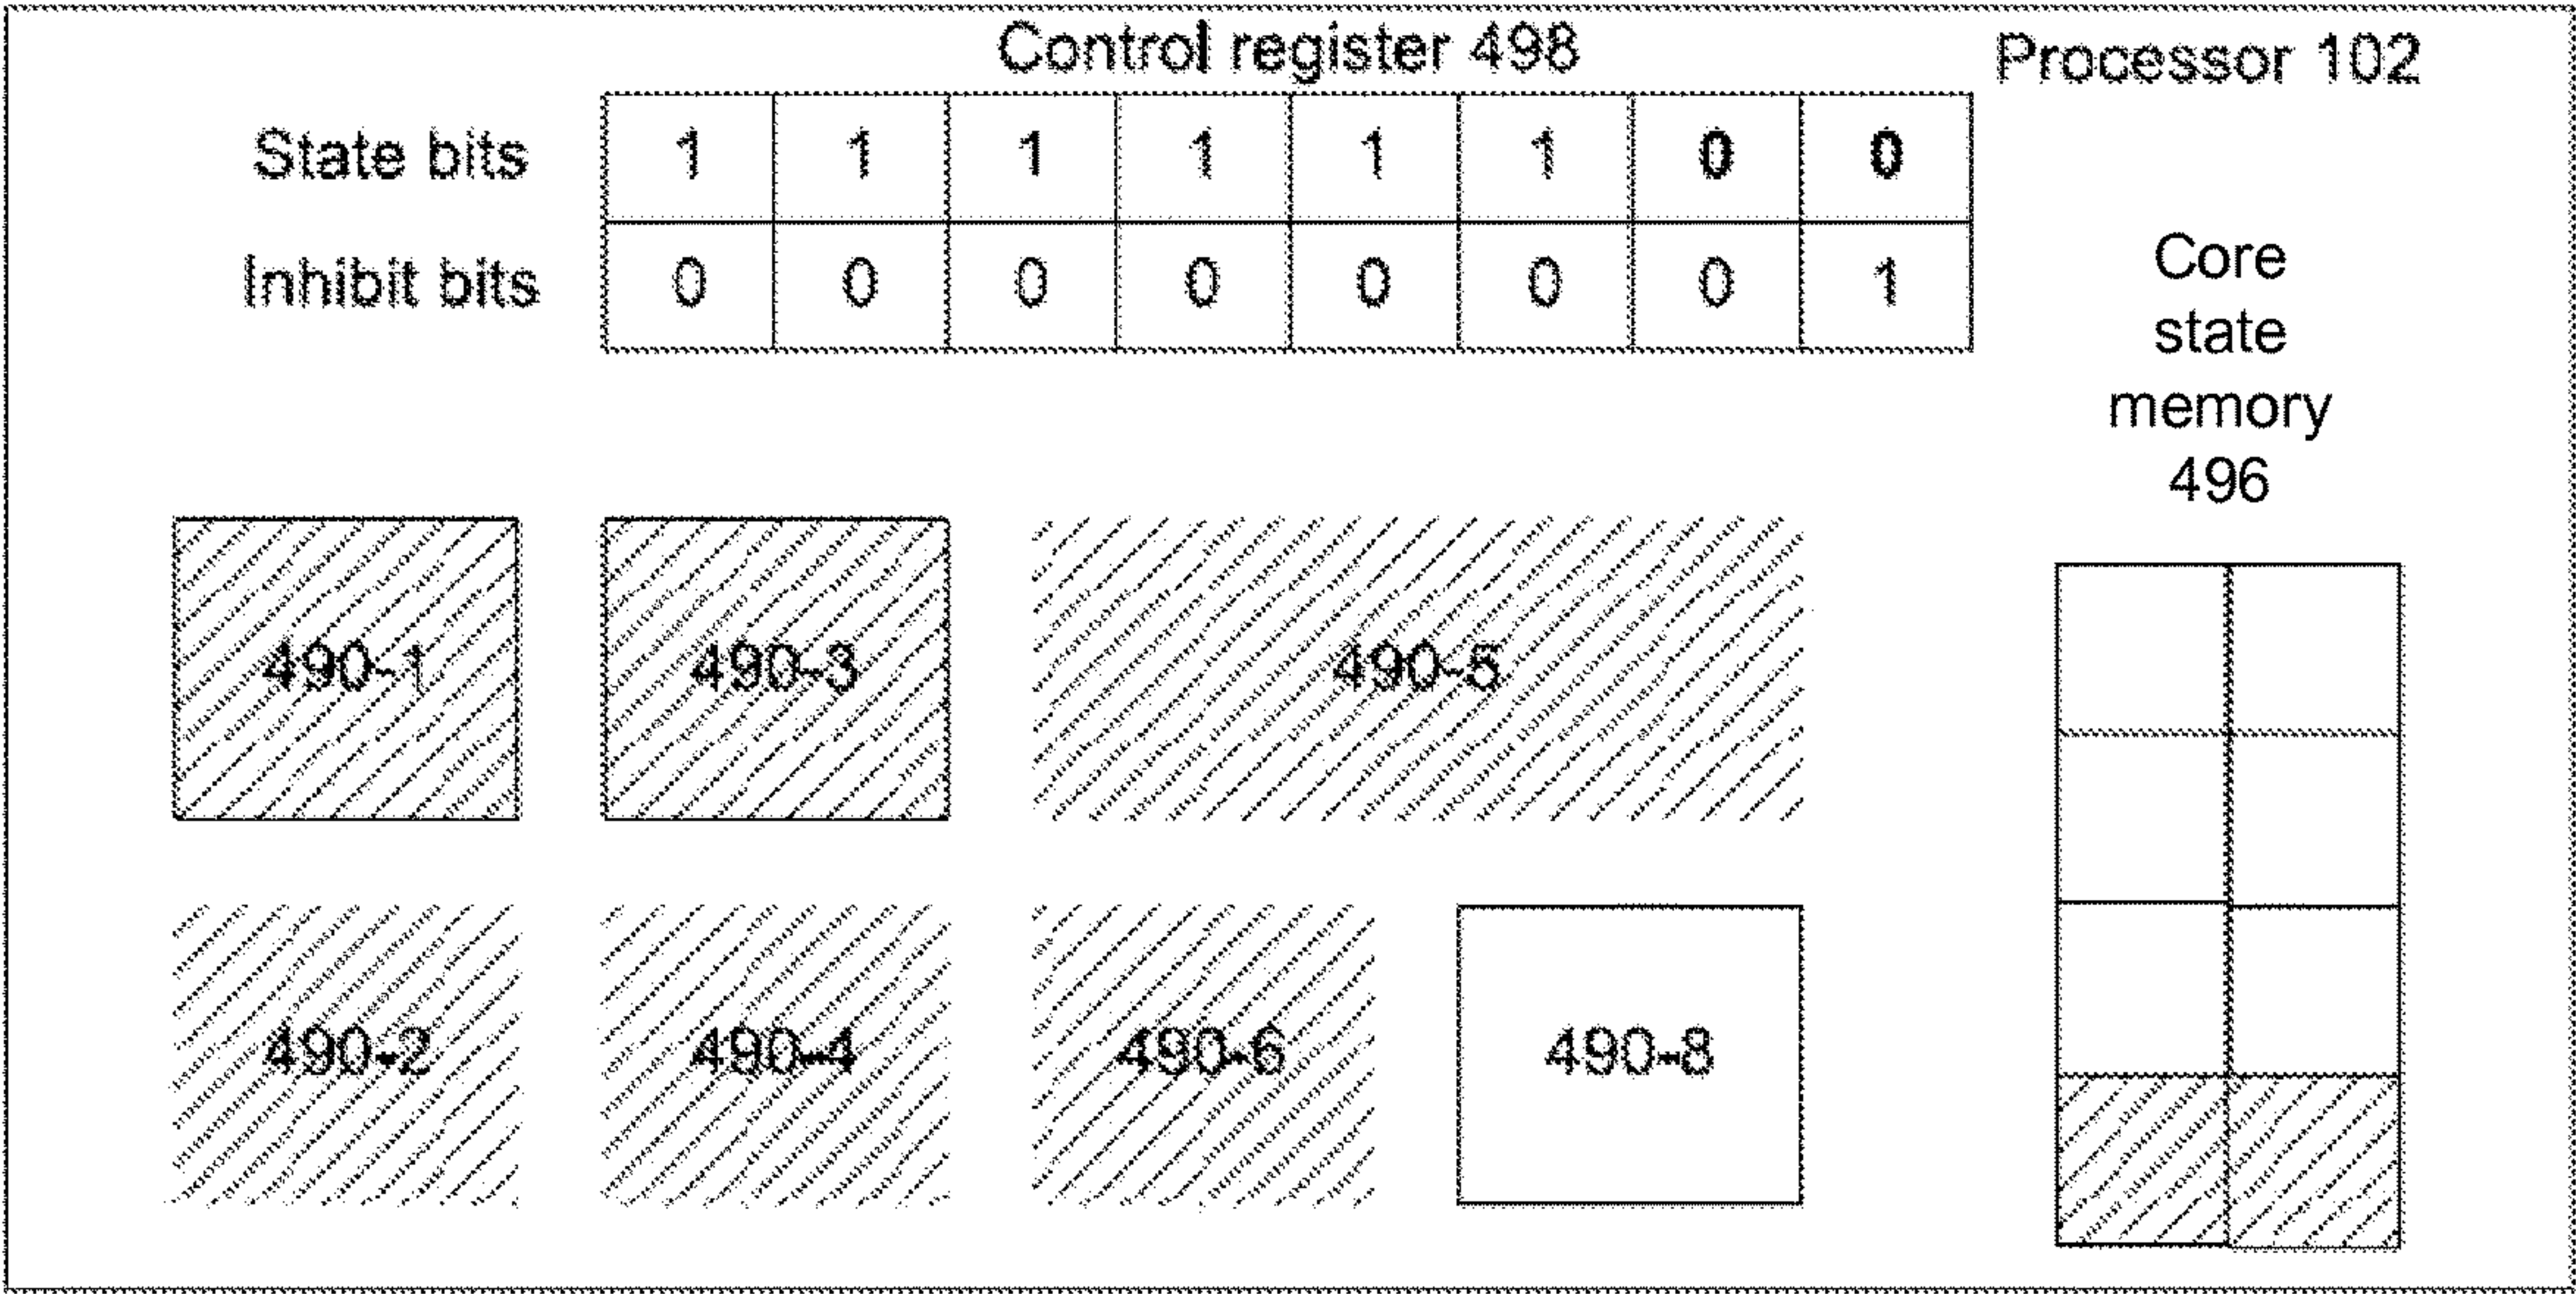 Control register 498
Processor 102
State bits 1 1 1 1 1 1 0 0
Inhibit bits 0 0 0 0 0 0 0 1
Core
state
memory
496
490-1 490-3 490-5
490-2 490-4 490-6 490-8